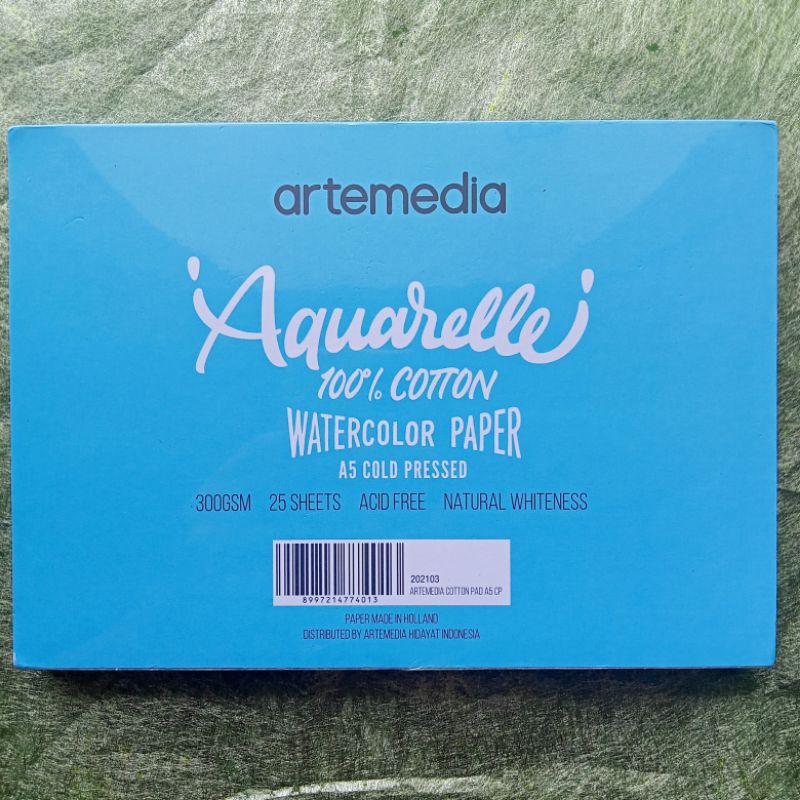 artemedia
Aquarelle
100% COTTON
WATERCOLOR PAPER
A5 COLD PRESSED
300GSM 25 SHEETS ACID FREE NATURAL WHITENESS
202103
ARTEMEDIA COTTON PAD A5 CP
8997214774013
PAPER MADE IN HOLLAND
DISTRIBUTED BY ARTEMEDIA HIDAYAT INDONESIA